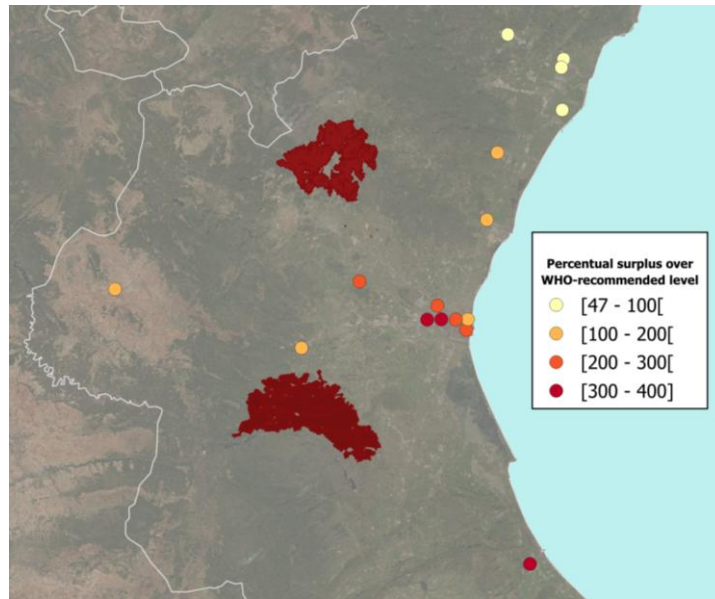 Percentual surplus over
WHO-recommended level
[47 - 100[
[100 - 200[
[200 - 300[
[300 - 400]